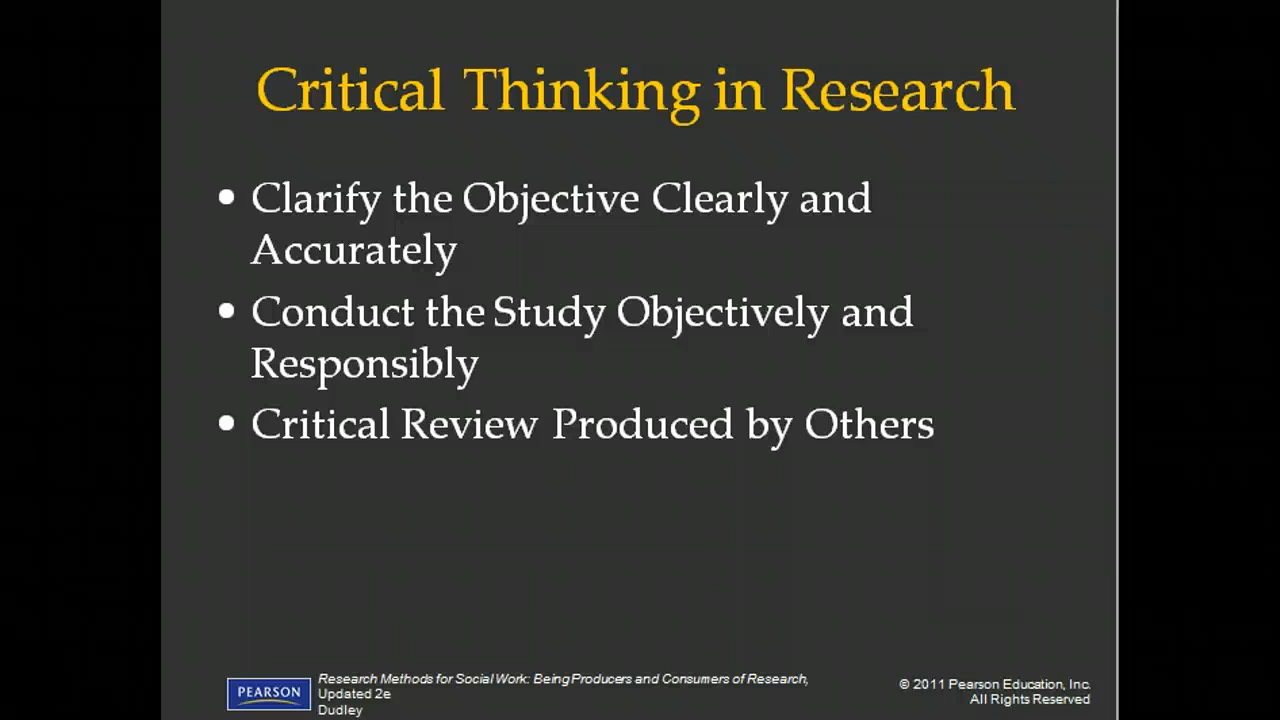 Critical Thinking in Research
• Clarify the Objective Clearly and
Accurately
• Conduct the Study Objectively and
Responsibly
• Critical Review Produced by Others
PEARSON
Research Methods for Social Work: Being Producers and Consumers of Research,
Updated 2e
Dudley
© 2011 Pearson Education, Inc.
All Rights Reserved